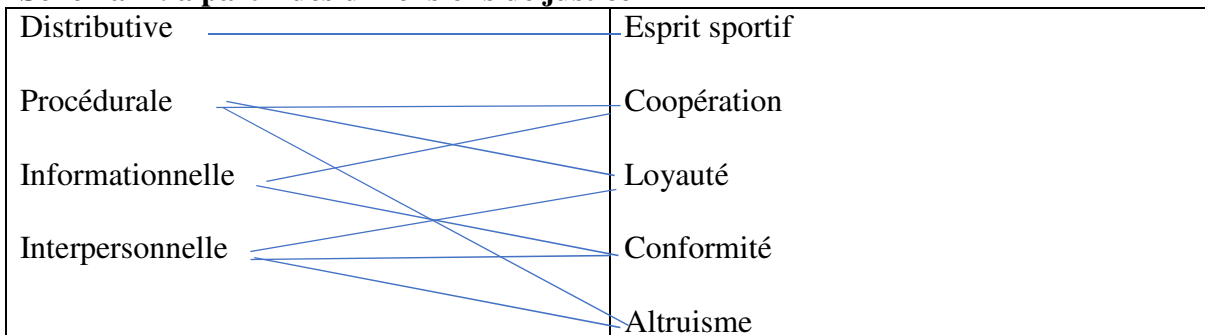 Distributive Esprit sportif
Procédurale Coopération
Informationnelle Loyauté
Interpersonnelle Conformité
Altruisme